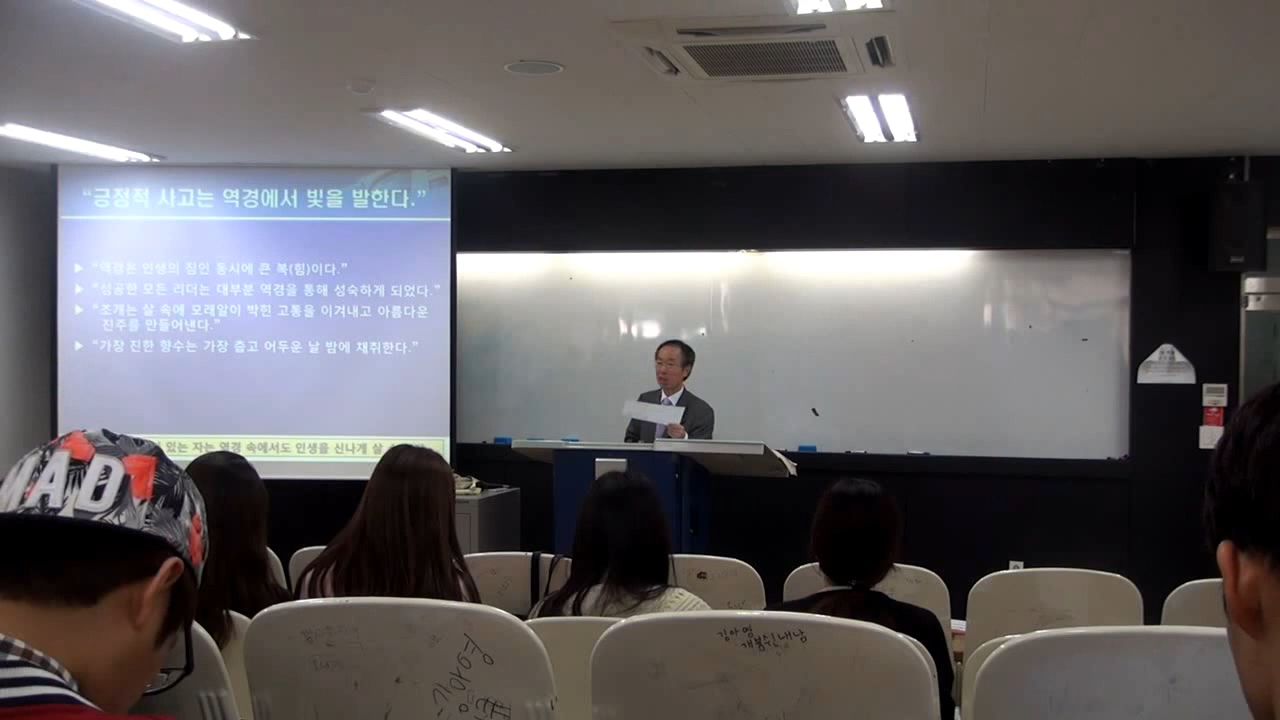 “긍정적 사고는 역경에서 빛을 발한다.”
▶ “역경은 인생의 짐인 동시에 큰 복(힘)이다.”
▶ “성공한 모든 리더는 대부분 역경을 통해 성숙하게 되었다.”
▶ “조개는 살 속에 모래알이 박힌 고통을 이겨내고 아름다운
진주를 만들어낸다.”
▶ “가장 진한 향수는 가장 춥고 어두운 날 밤에 채취한다.”
있는 자는 역경 속에서도 인생을 신나게 살
MAD
김아영